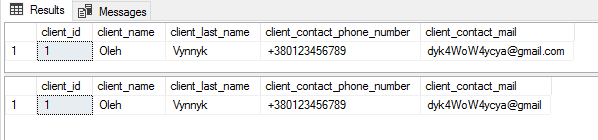 Results Messages
client_id client_name client_last_name client_contact_phone_number client_contact_mail
1 1 Oleh Vynnyk +380123456789 dyk4WoW4ycya@gmail.com
client_id client_name client_last_name client_contact_phone_number client_contact_mail
1 1 Oleh Vynnyk +380123456789 dyk4WoW4ycya@gmail